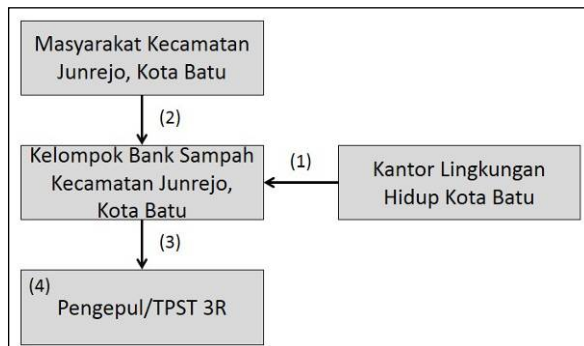 Masyarakat Kecamatan
Junrejo, Kota Batu
(2)
Kelompok Bank Sampah
Kecamatan Junrejo,
Kota Batu
(1)
Kantor Lingkungan
Hidup Kota Batu
(3)
(4)
Pengepul/TPST 3R